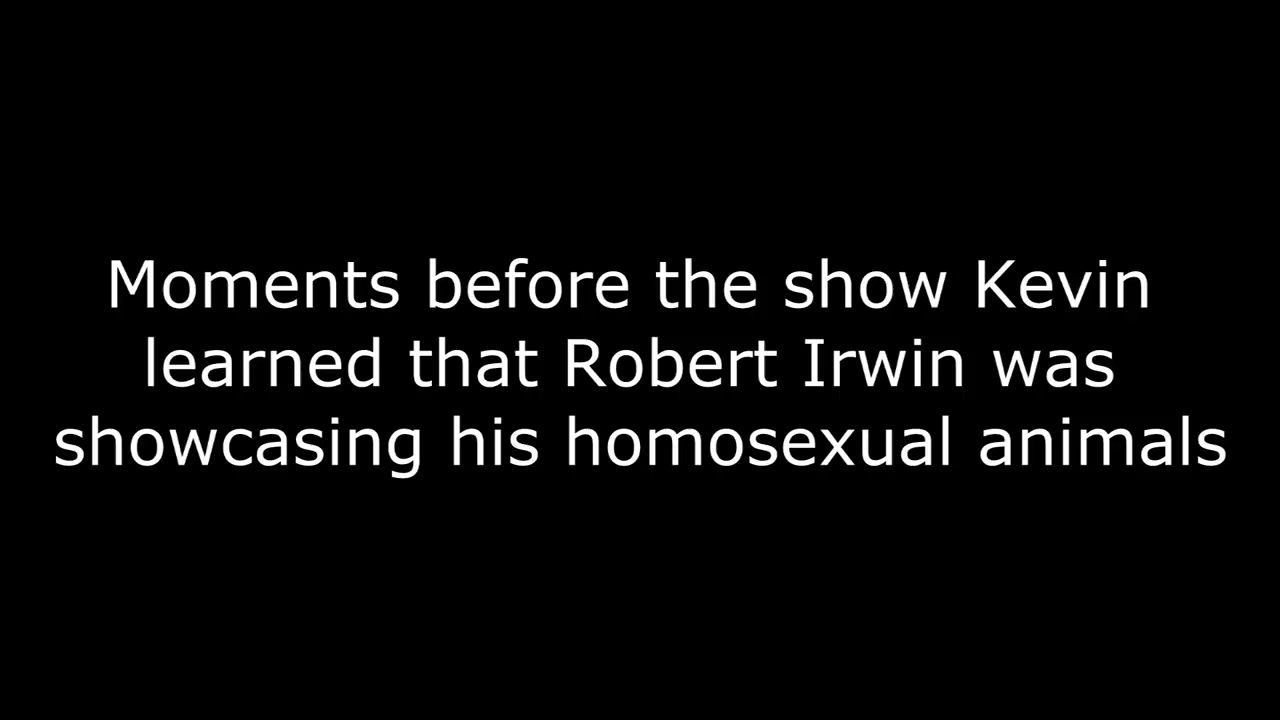 Moments before the show Kevin
learned that Robert Irwin was
showcasing his homosexual animals